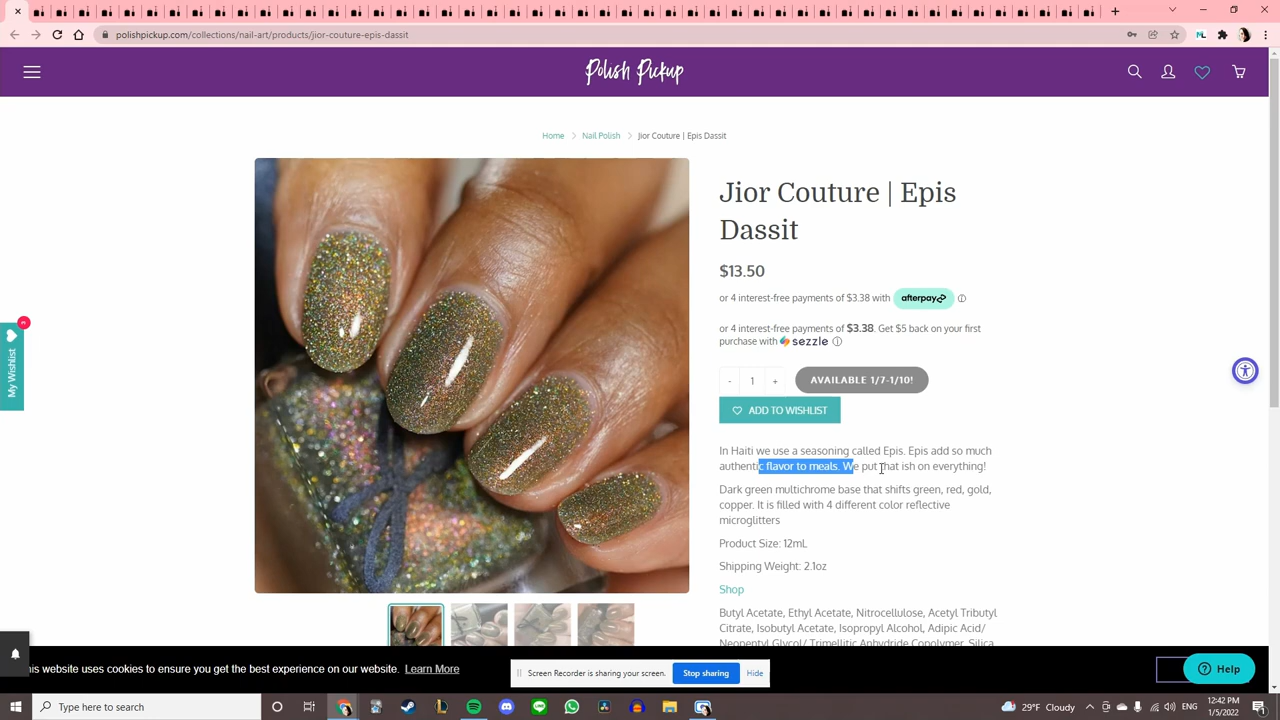 polishpickup.com/collections/nail-art/products/jior-couture-epis-dassit
Polish Pickup
Home > Nail Polish > Jior Couture | Epis Dassit
Jior Couture | Epis
Dassit
$13.50
or 4 interest-free payments of $3.38 with afterpay
or 4 interest-free payments of $3.38. Get $5 back on your first
purchase with sezzle
- 1 +
AVAILABLE 1/7-1/10!
ADD TO WISHLIST
My Wishlist
In Haiti we use a seasoning called Epis. Epis add so much
authentic flavor to meals. We put that ish on everything!
Dark green multichrome base that shifts green, red, gold,
copper. It is filled with 4 different color reflective
microglitters
Product Size: 12mL
Shipping Weight: 2.1oz
Shop
Butyl Acetate, Ethyl Acetate, Nitrocellulose, Acetyl Tributyl
Citrate, Isobutyl Acetate, Isopropyl Alcohol, Adipic Acid/
Neopentyl Glycol/ Trimellitic Anhydride Copolymer, Silica
his website uses cookies to ensure you get the best experience on our website. Learn More
Screen Recorder is sharing your screen.
Stop sharing
Hide
Help
Type here to search
29°F Cloudy
12:42 PM
1/5/2022